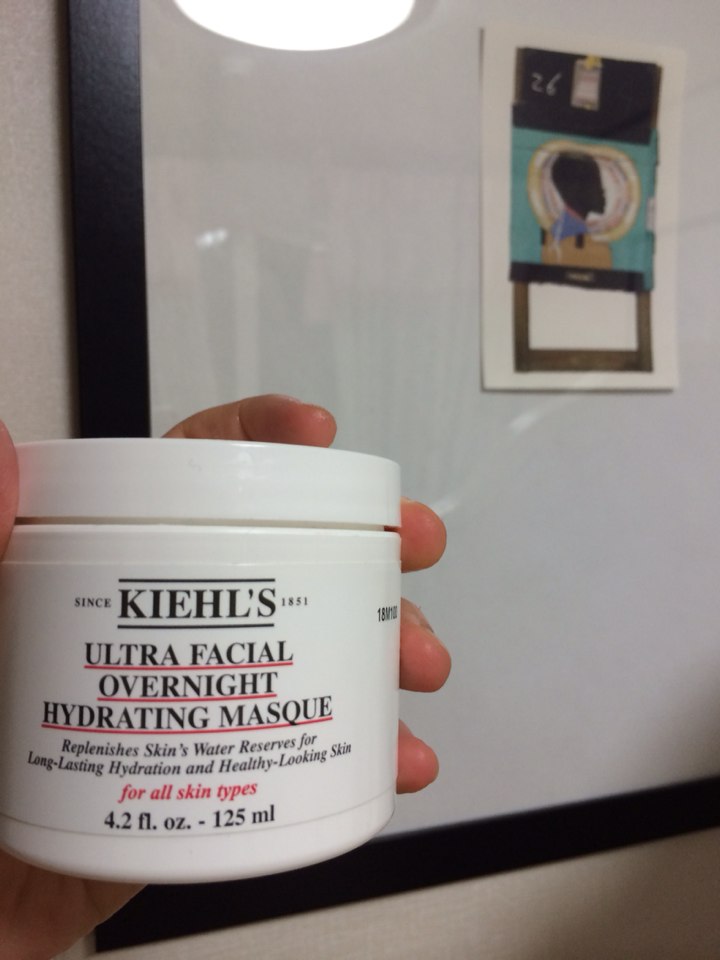 26
SINCE KIEHL'S 1851
ULTRA FACIAL
OVERNIGHT
HYDRATING MASQUE
Replenishes Skin's Water Reserves for
Long-Lasting Hydration and Healthy-Looking Skin
for all skin types
4.2 fl. oz. - 125 ml